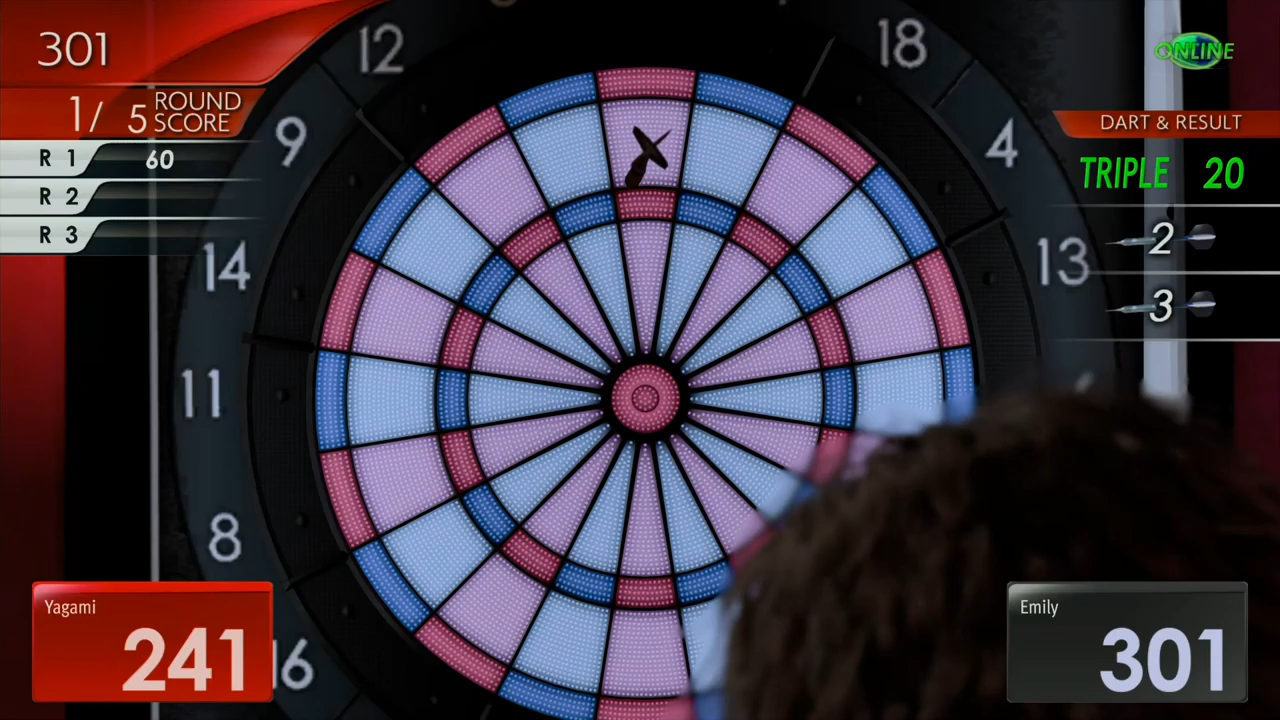 301
1/ 5 ROUND SCORE
R 1 60
R 2
R 3
ONLINE
DART & RESULT
TRIPLE 20
2
3
12
18
9
4
14
13
11
8
16
Yagami
241
Emily
301